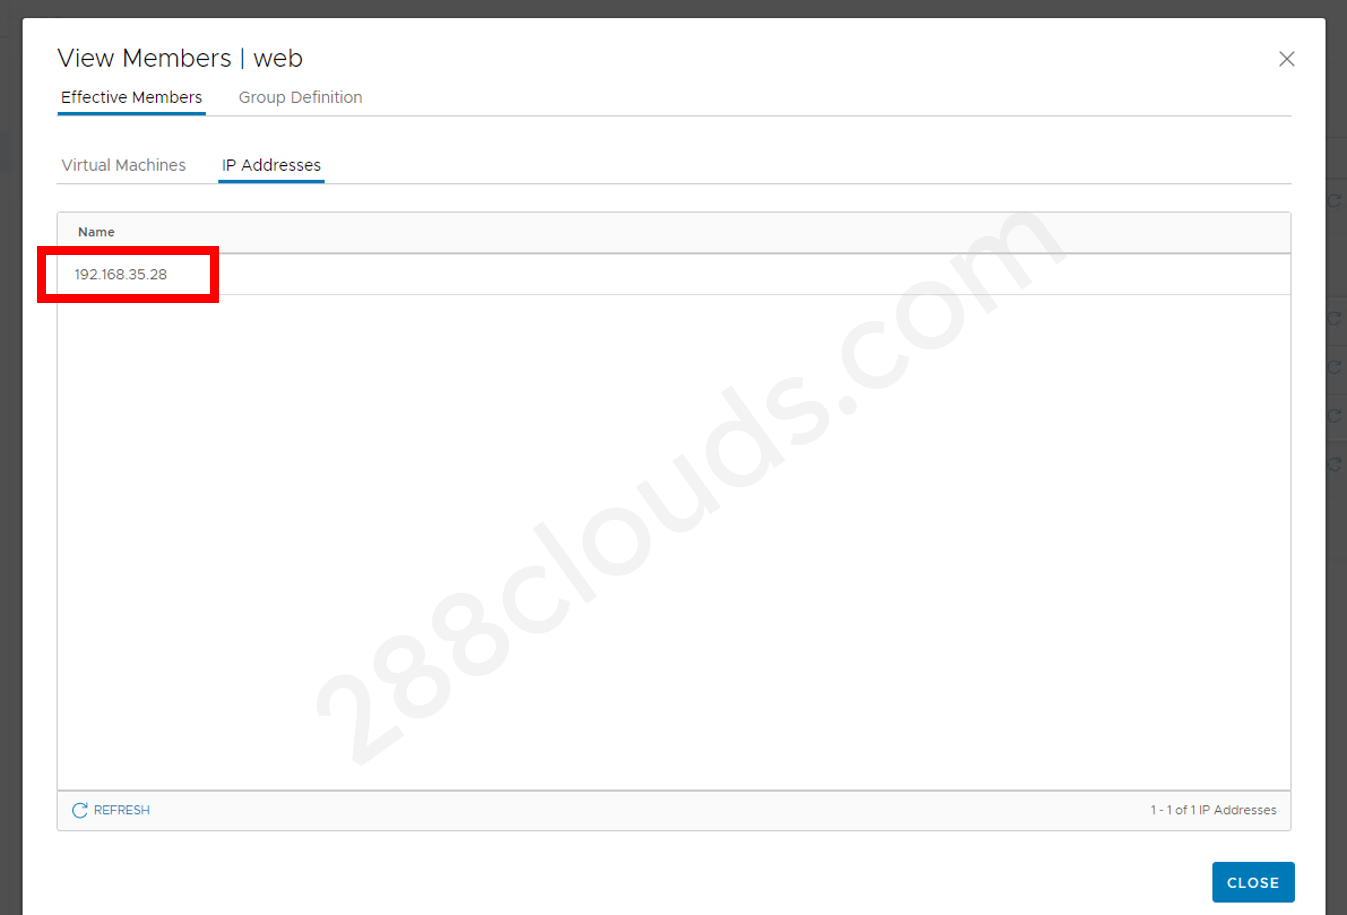 View Members | web
Effective Members Group Definition
Virtual Machines IP Addresses
Name
192.168.35.28
288clouds.com
REFRESH 1 - 1 of 1 IP Addresses
CLOSE